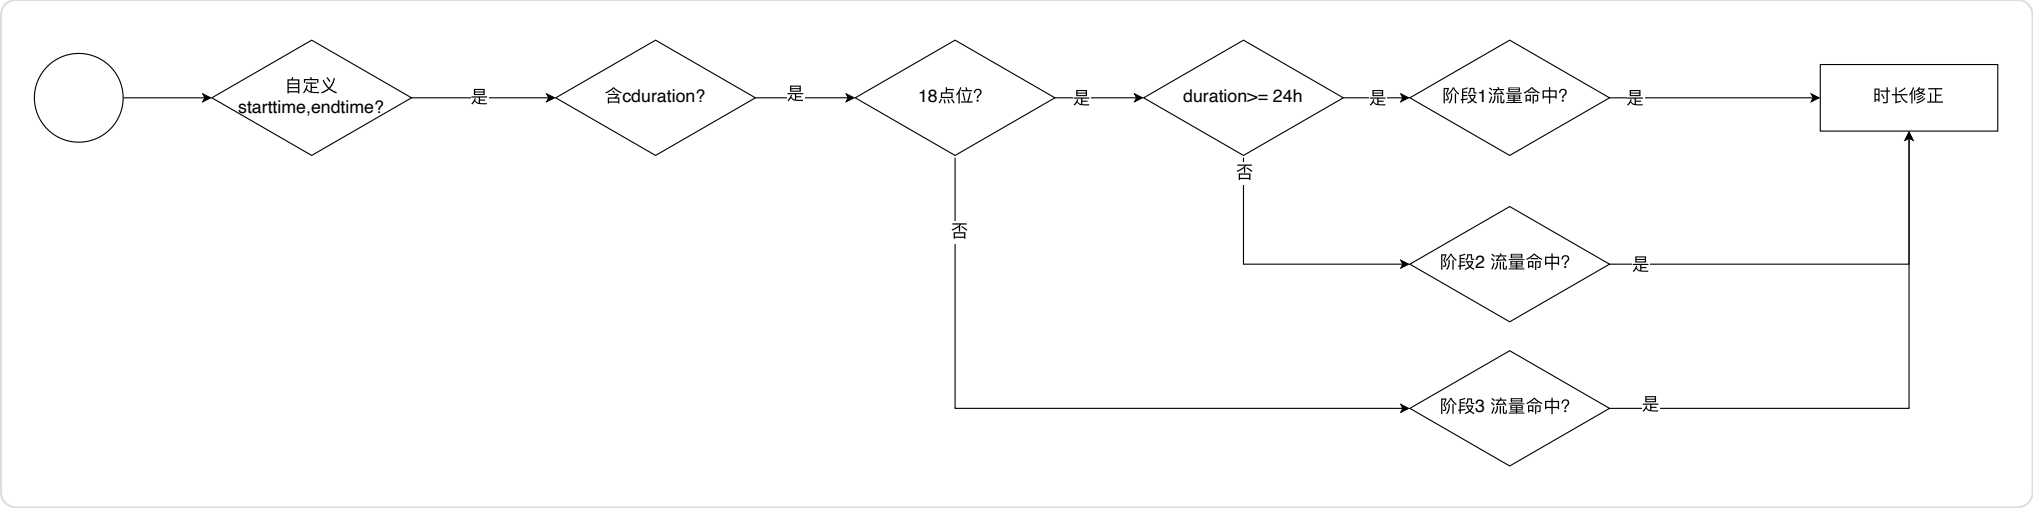 自定义
starttime,endtime?
是
含cduration?
是
18点位?
是
duration>= 24h
是
阶段1流量命中?
是
时长修正
否
否
阶段2 流量命中?
是
阶段3 流量命中?
是